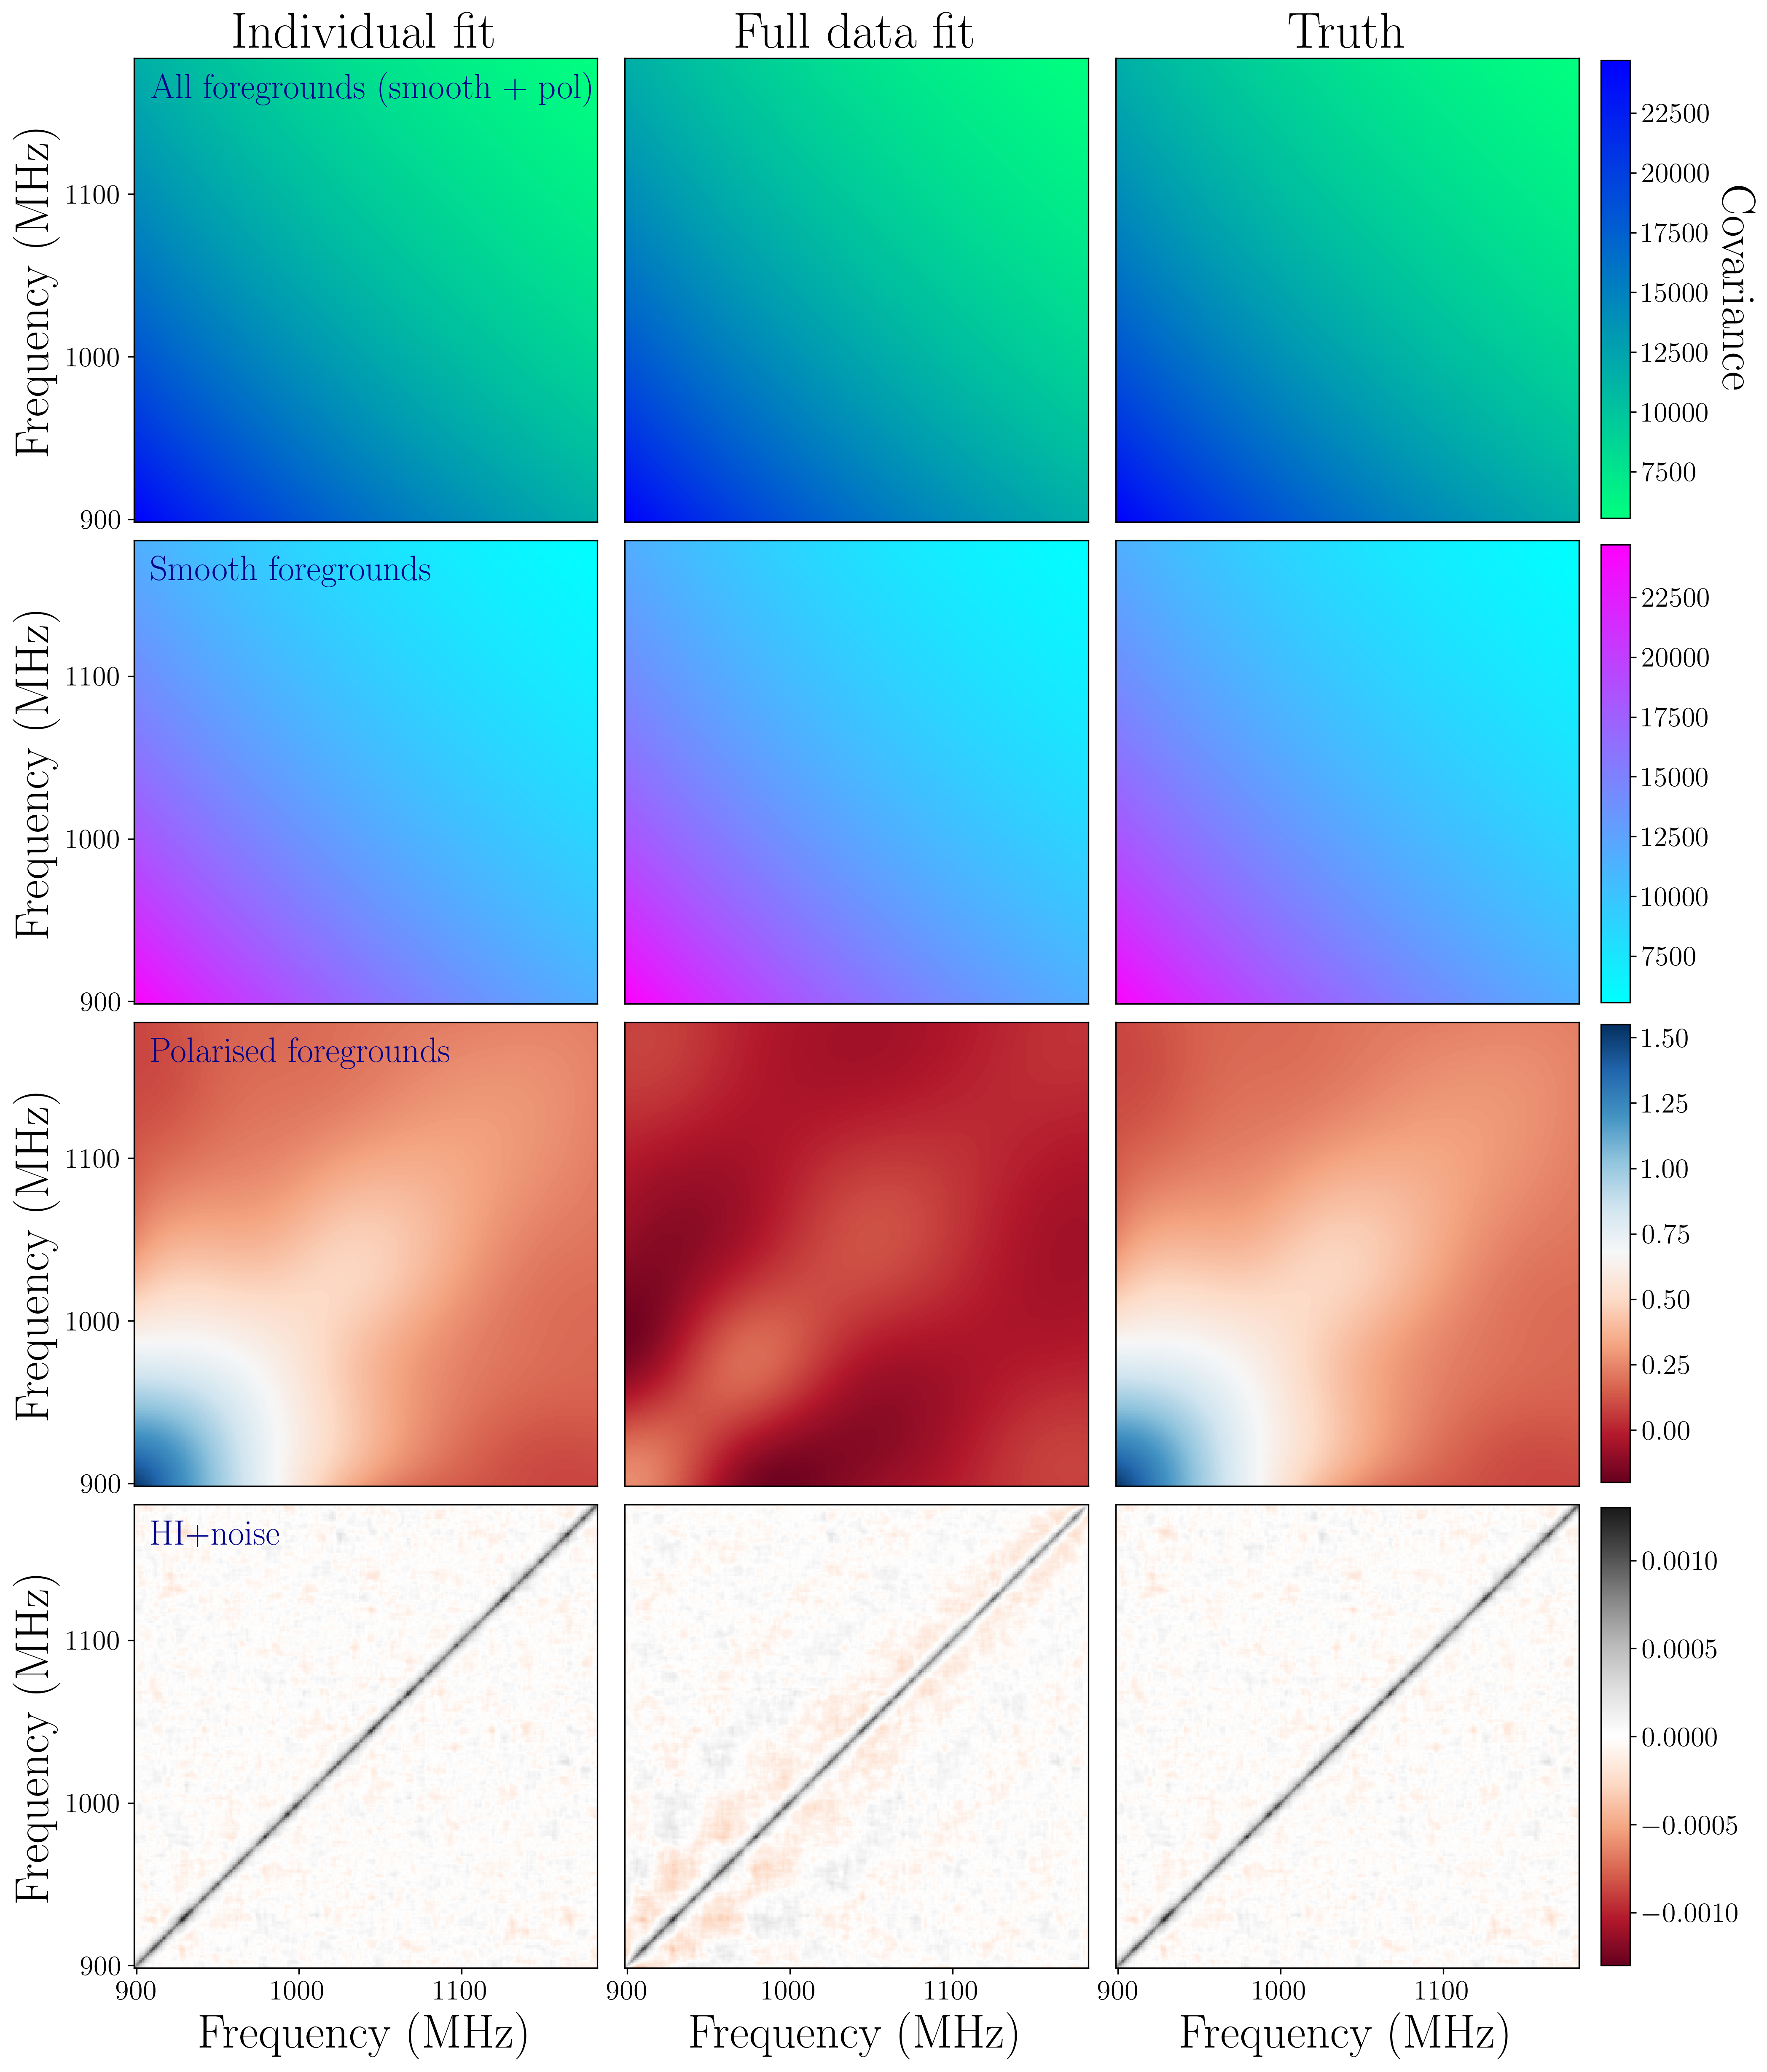 Individual fit
Full data fit
Truth
All foregrounds (smooth + pol)
Frequency (MHz)
1100
1000
900
22500
20000
17500
15000
12500
10000
7500
Covariance
Smooth foregrounds
Frequency (MHz)
1100
1000
900
22500
20000
17500
15000
12500
10000
7500
Polarised foregrounds
Frequency (MHz)
1100
1000
900
1.50
1.25
1.00
0.75
0.50
0.25
0.00
HI+noise
Frequency (MHz)
1100
1000
900
0.0010
0.0005
0.0000
−0.0005
−0.0010
900 1000 1100
900 1000 1100
900 1000 1100
Frequency (MHz)
Frequency (MHz)
Frequency (MHz)